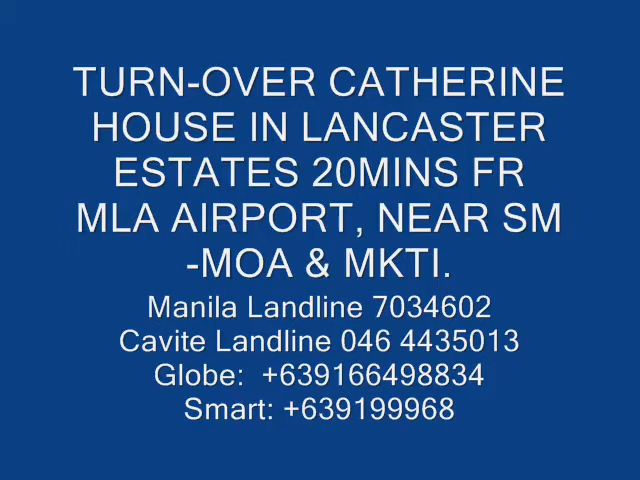 TURN-OVER CATHERINE
HOUSE IN LANCASTER
ESTATES 20MINS FR
MLA AIRPORT, NEAR SM
-MOA & MKTI.
Manila Landline 7034602
Cavite Landline 046 4435013
Globe:  +639166498834
Smart: +639199968